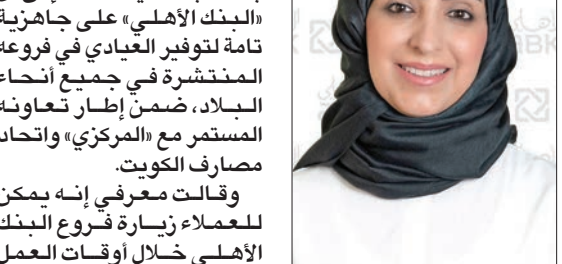 «البنك الأهلي» على جاهزية
تامة لتوفير العيادي في فروعه
المنتشرة في جميع أنحاء
البلاد، ضمن إطار تعاونه
المستمر مع «المركزي» واتحاد
مصارف الكويت.
وقالت معرفي إنه يمكن
للعملاء زيارة فروع البنك
الأهلي خلال أوقات العمل
ABK